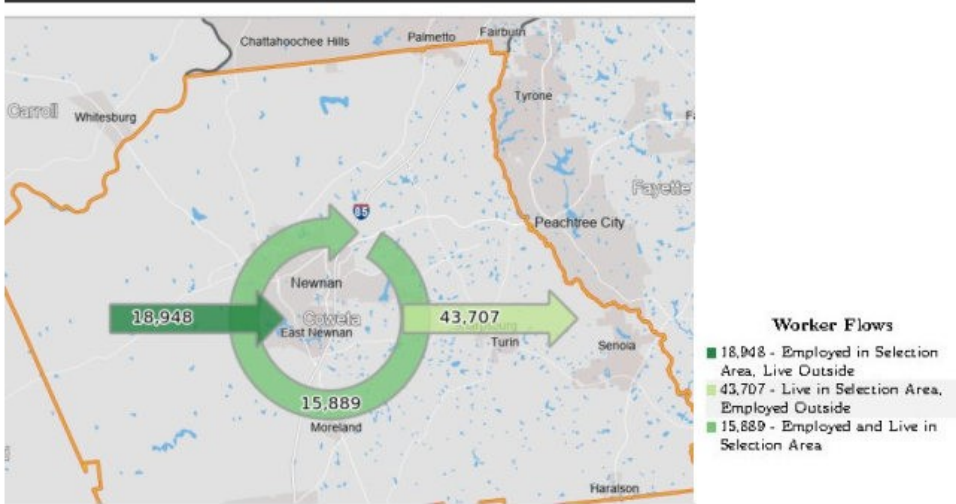 Chattahoochee Hills
Palmetto
Fairburn
Carroll
Whitesburg
Tyrone
Fayette
85
Peachtree City
Newnan
18,948
Coweta
43,707
East Newnan
Turin
Senoia
15,889
Moreland
Haralson
Worker Flows
18,948 - Employed in Selection
Area, Live Outside
43,707 - Live in Selection Area,
Employed Outside
15,889 - Employed and Live in
Selection Area